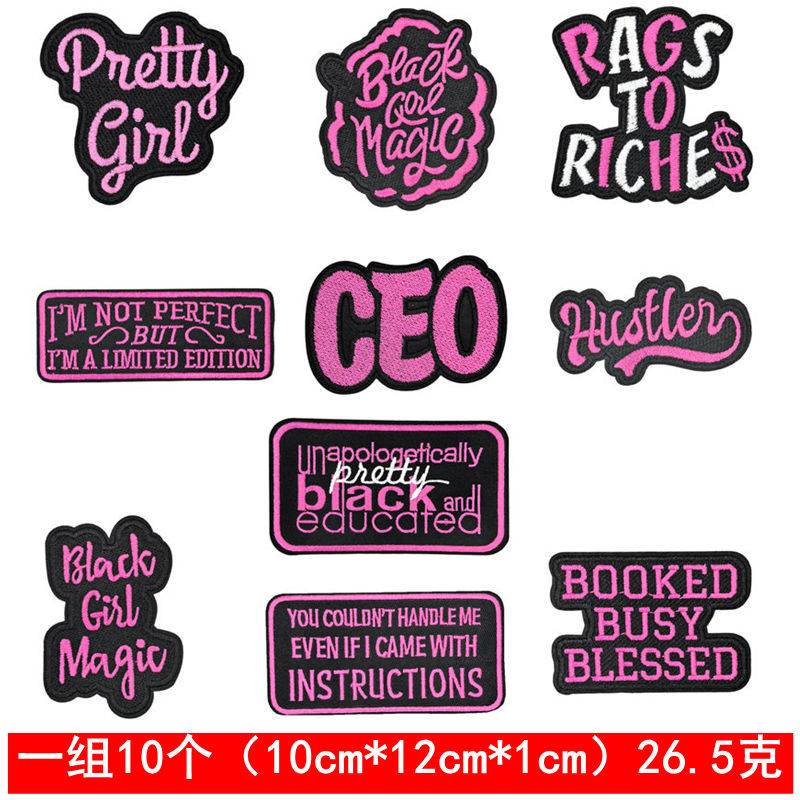 Pretty
Girl
Black
Girl
Magic
RAGS
TO
RICHE$
I'M NOT PERFECT
BUT
I'M A LIMITED EDITION
CEO
Hustler
unapologetically
pretty
black and
educated
Black
Girl
Magic
YOU COULDN'T HANDLE ME
EVEN IF I CAME WITH
INSTRUCTIONS
BOOKED
BUSY
BLESSED
一组10个（10cm*12cm*1cm）26.5克